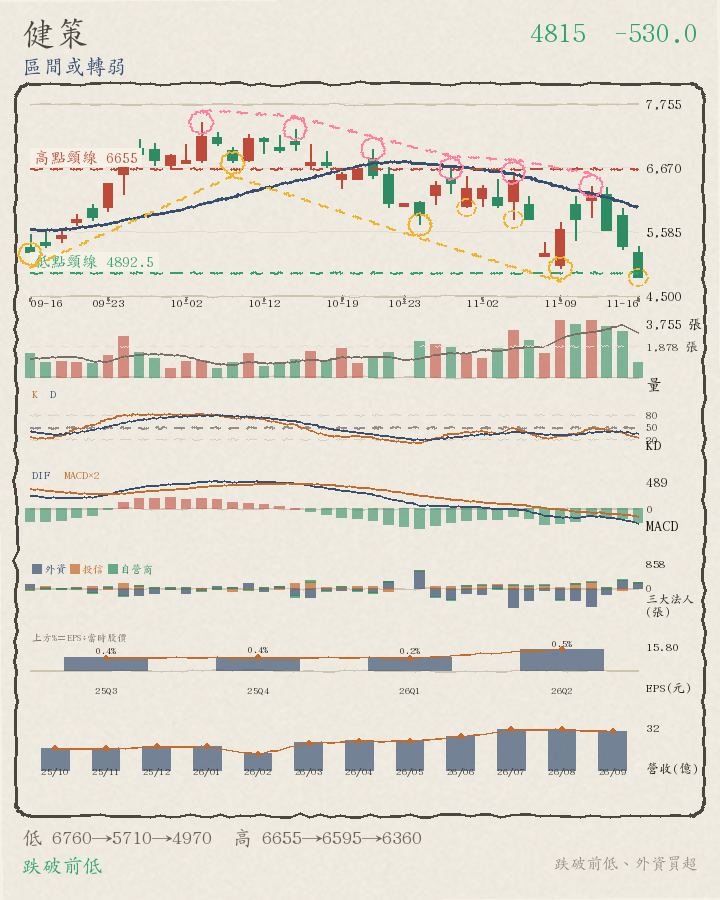 健策
4815 -530.0
區間或轉弱
7,755
高點頸線 6655
6,670
5,585
低點頸線 4892.5
4,500
09-16 09-23 10-02 10-12 10-19 10-23 11-02 11-09 11-16
3,755 張
1,878 張
量
K D
80
50
20
KD
DIF MACD×2
489
0
MACD
外資 投信 自營商
858
0
三大法人
(張)
上方%=EPS÷當時股價
0.4% 0.4% 0.2% 0.5%
15.80
25Q3 25Q4 26Q1 26Q2
EPS(元)
32
25/10 25/11 25/12 26/01 26/02 26/03 26/04 26/05 26/06 26/07 26/08 26/09
營收(億)
低 6760→5710→4970 高 6655→6595→6360
跌破前低
跌破前低、外資買超